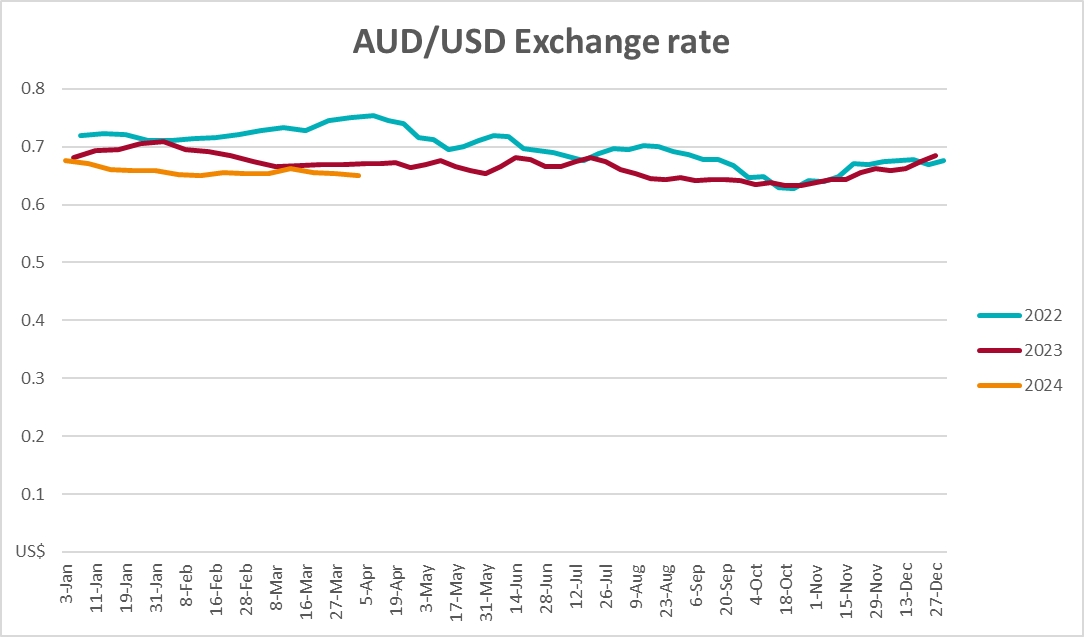 AUD/USD Exchange rate
0.8
0.7
0.6
0.5
0.4
0.3
0.2
0.1
US$
3-Jan
11-Jan
19-Jan
31-Jan
8-Feb
16-Feb
28-Feb
8-Mar
16-Mar
27-Mar
5-Apr
19-Apr
3-May
17-May
31-May
14-Jun
28-Jun
12-Jul
26-Jul
9-Aug
23-Aug
6-Sep
20-Sep
4-Oct
18-Oct
1-Nov
15-Nov
29-Nov
13-Dec
27-Dec
2022
2023
2024